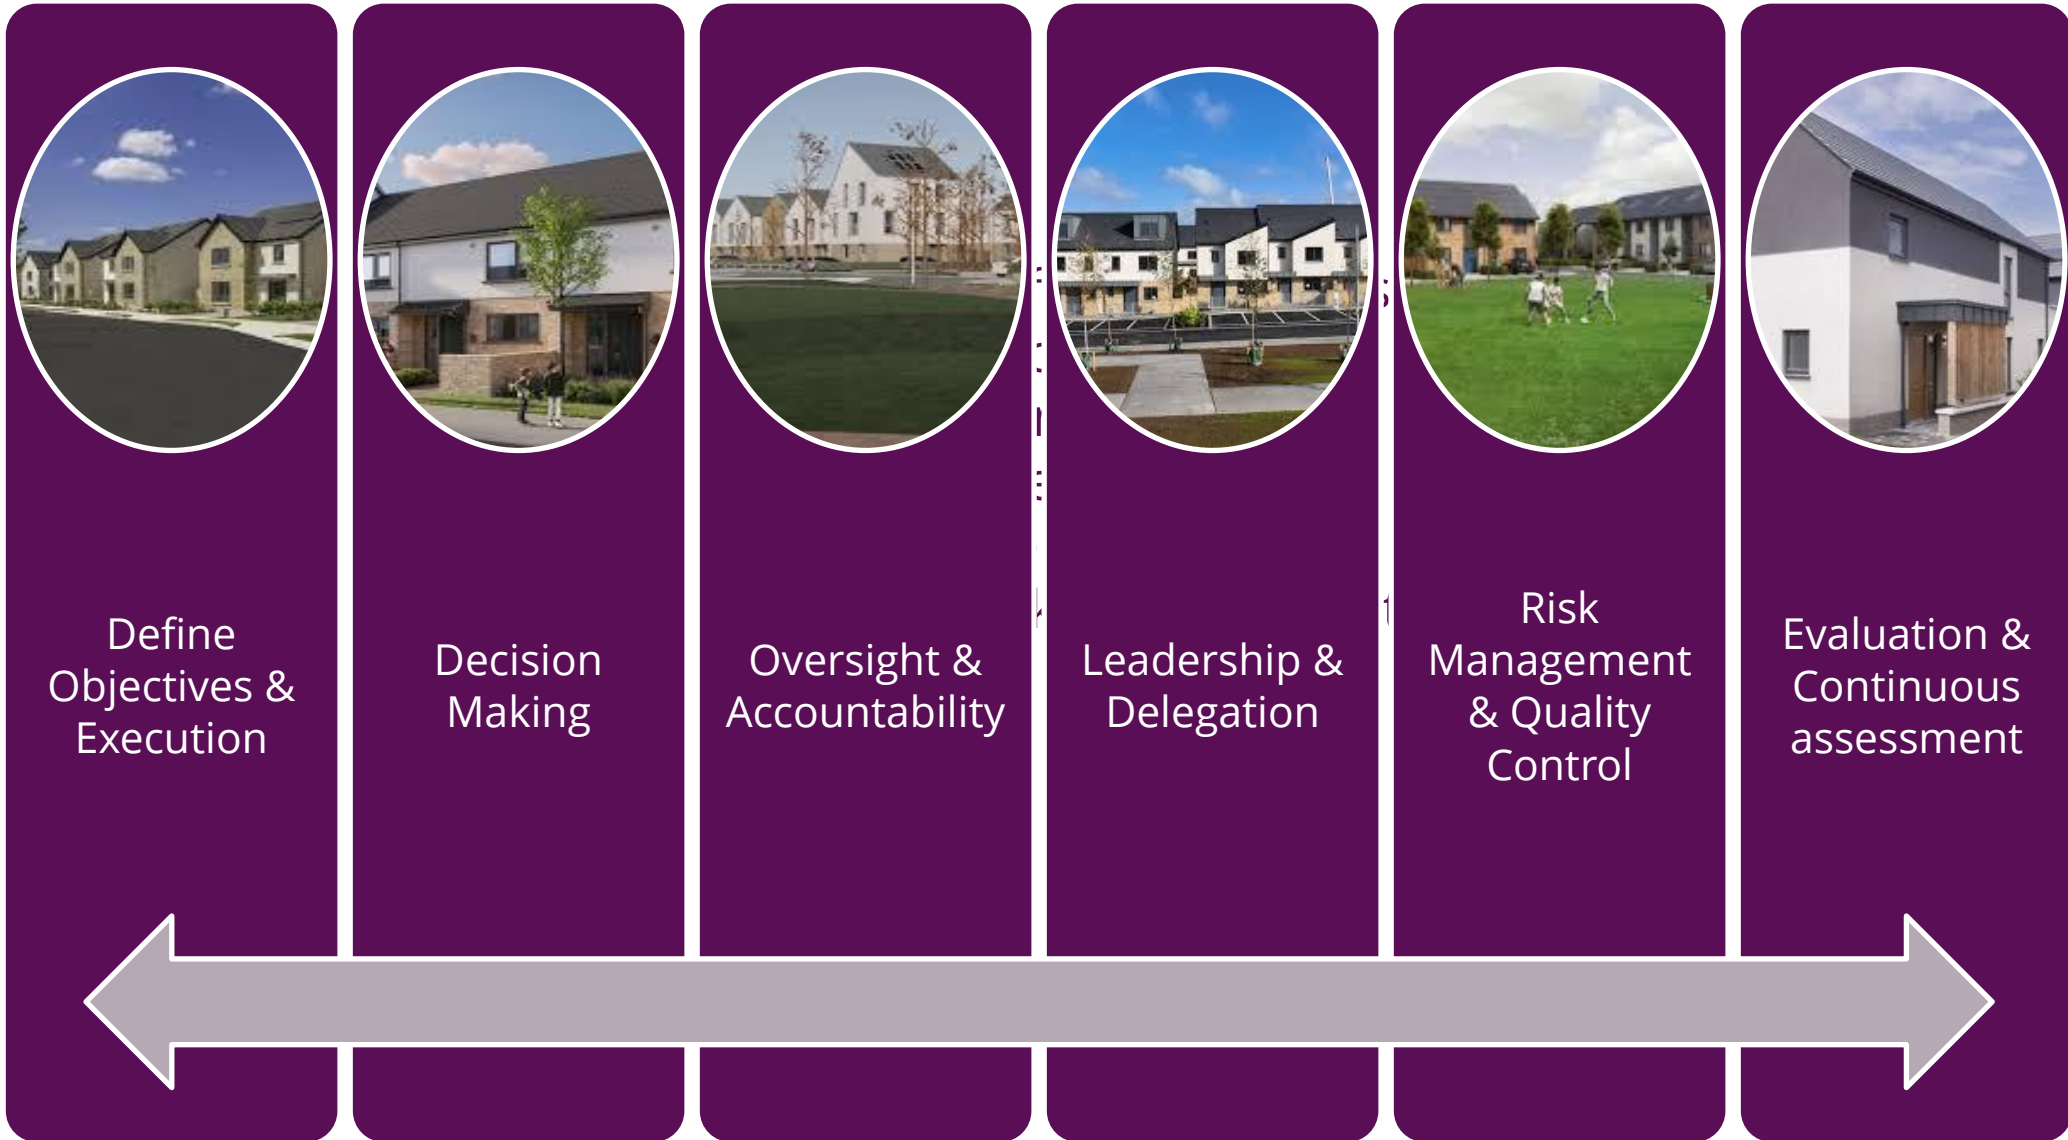 Define
Objectives &
Execution
Decision
Making
Oversight &
Accountability
Leadership &
Delegation
Risk
Management
& Quality
Control
Evaluation &
Continuous
assessment